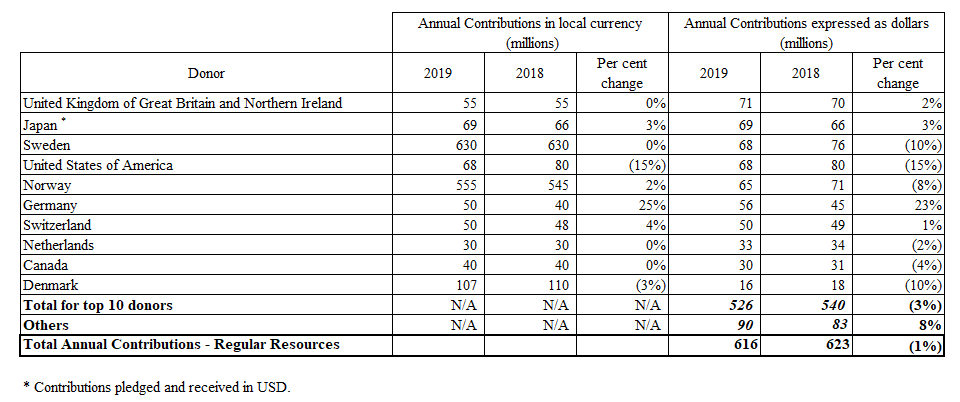 Annual Contributions in local currency (millions) Annual Contributions expressed as dollars (millions)
Donor 2019 2018 Per cent change 2019 2018 Per cent change
United Kingdom of Great Britain and Northern Ireland 55 55 0% 71 70 2%
Japan * 69 66 3% 69 66 3%
Sweden 630 630 0% 68 76 (10%)
United States of America 68 80 (15%) 68 80 (15%)
Norway 555 545 2% 65 71 (8%)
Germany 50 40 25% 56 45 23%
Switzerland 50 48 4% 50 49 1%
Netherlands 30 30 0% 33 34 (2%)
Canada 40 40 0% 30 31 (4%)
Denmark 107 110 (3%) 16 18 (10%)
Total for top 10 donors N/A N/A N/A 526 540 (3%)
Others N/A N/A N/A 90 83 8%
Total Annual Contributions - Regular Resources 616 623 (1%)
* Contributions pledged and received in USD.